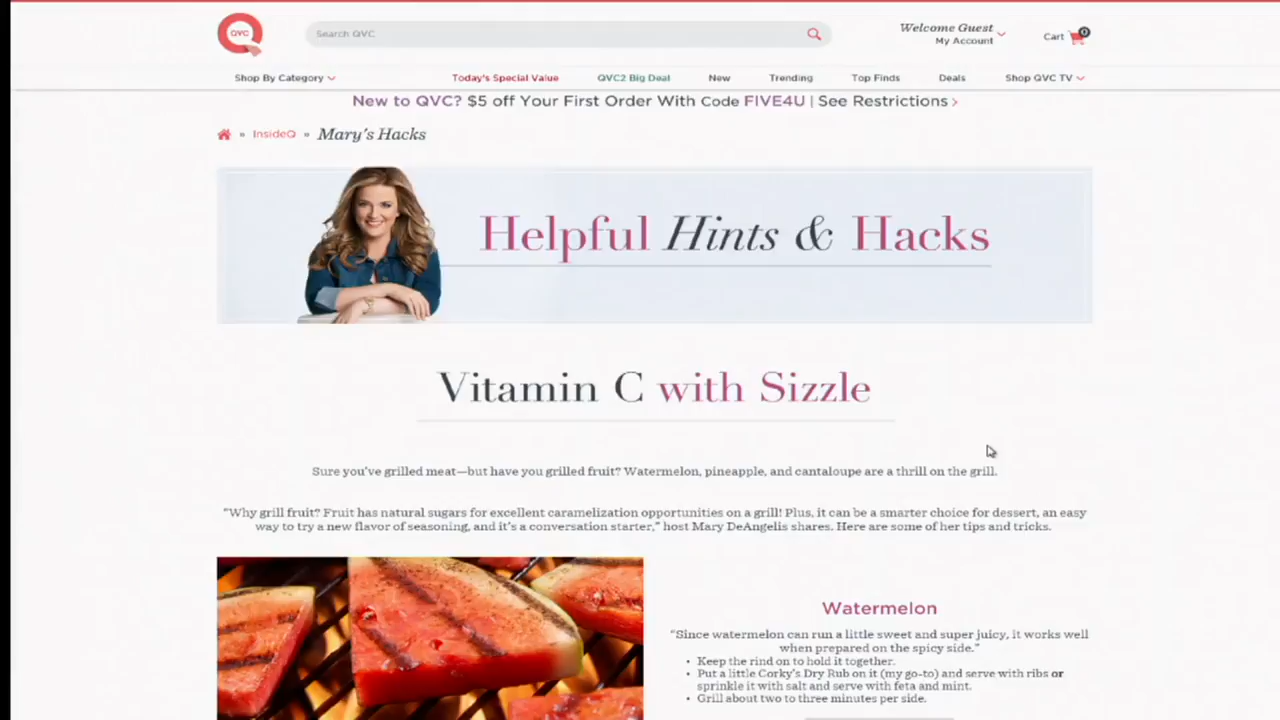 QVC
Search QVC
Welcome Guest
My Account
Cart 0
Shop By Category
Today's Special Value
QVC2 Big Deal
New
Trending
Top Finds
Deals
Shop QVC TV
New to QVC? $5 off Your First Order With Code FIVE4U | See Restrictions >
» InsideQ » Mary's Hacks
Helpful Hints & Hacks
Vitamin C with Sizzle
Sure you've grilled meat—but have you grilled fruit? Watermelon, pineapple, and cantaloupe are a thrill on the grill.
"Why grill fruit? Fruit has natural sugars for excellent caramelization opportunities on a grill! Plus, it can be a smarter choice for dessert, an easy
way to try a new flavor of seasoning, and it's a conversation starter," host Mary DeAngelis shares. Here are some of her tips and tricks.
Watermelon
"Since watermelon can run a little sweet and super juicy, it works well
when prepared on the spicy side."
• Keep the rind on to hold it together.
• Put a little Corky's Dry Rub on it (my go-to) and serve with ribs or
sprinkle it with salt and serve with feta and mint.
• Grill about two to three minutes per side.